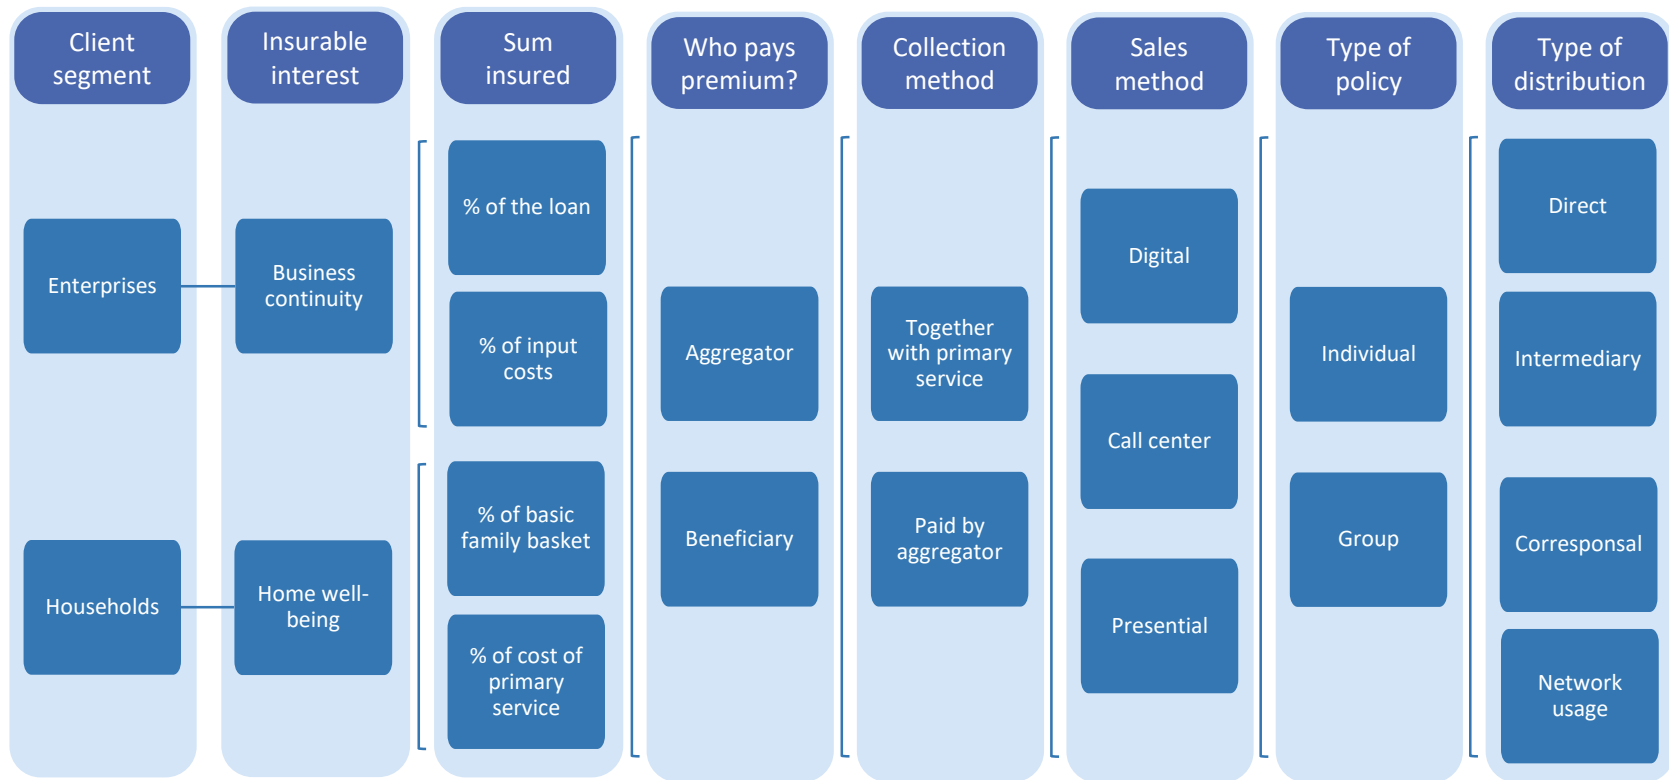 Client
segment
Insurable
interest
Sum
insured
Who pays
premium?
Collection
method
Sales
method
Type of
policy
Type of
distribution
Enterprises
Households
Business
continuity
Home well-
being
% of the loan
% of input
costs
% of basic
family basket
% of cost of
primary
service
Aggregator
Beneficiary
Together
with primary
service
Paid by
aggregator
Digital
Call center
Presential
Individual
Group
Direct
Intermediary
Corresponsal
Network
usage